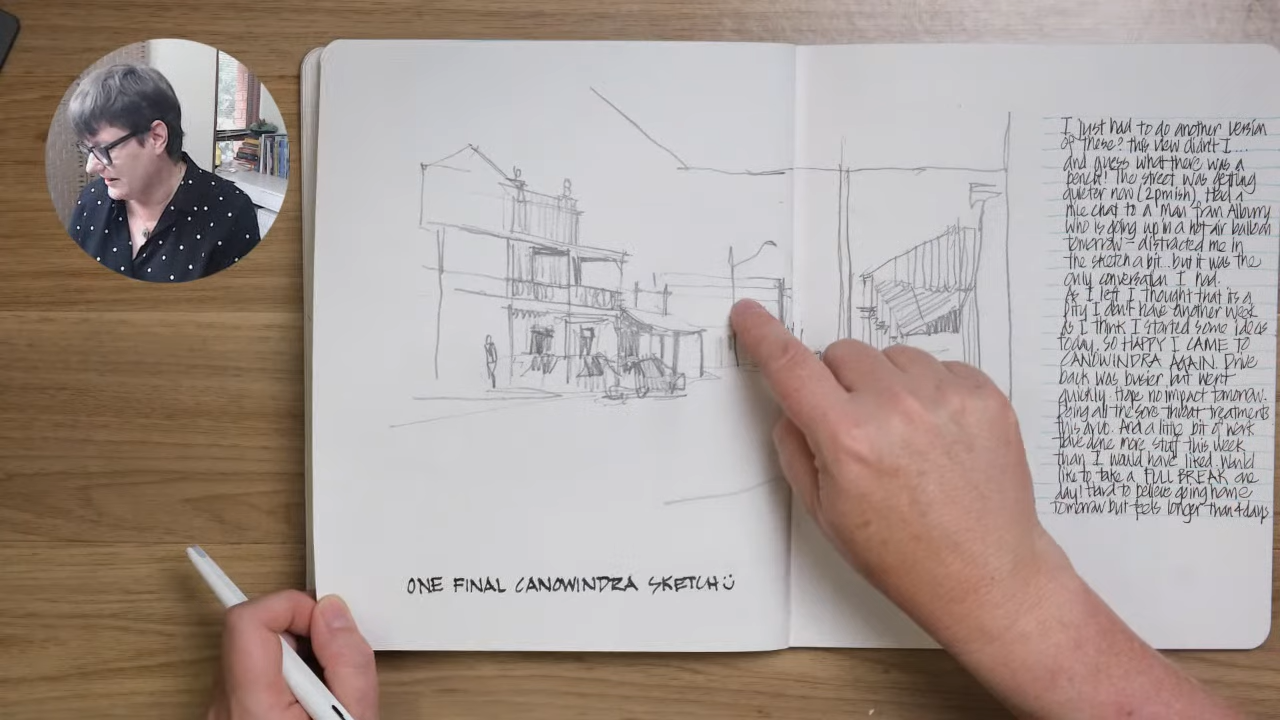 ONE FINAL CANOWINDRA SKETCH
I just had to do another version
of these? this view didn't I....
and guess what there was a
bench! The street was getting
quieter now (2pmish) Had a
nice chat to a man from Albury
who is going up in a hot air balloon
tomorrow - distracted me in
the sketch a bit. but it was the
only conversation I had.
As I left I thought that its a
pity I don't have another week
as I think I started some ideas
today. SO HAPPY I CAME TO
CANOWINDRA AGAIN. Drive
back was busier but went
quickly. Hope no impact tomorrow.
Doing all the sore throat treatments
this arvo. And a little bit of work
Have done more stuff this week
than I would have liked. Would
like to take a FULL BREAK one
day! Hard to believe going home
tomorrow but feels longer than 4 days